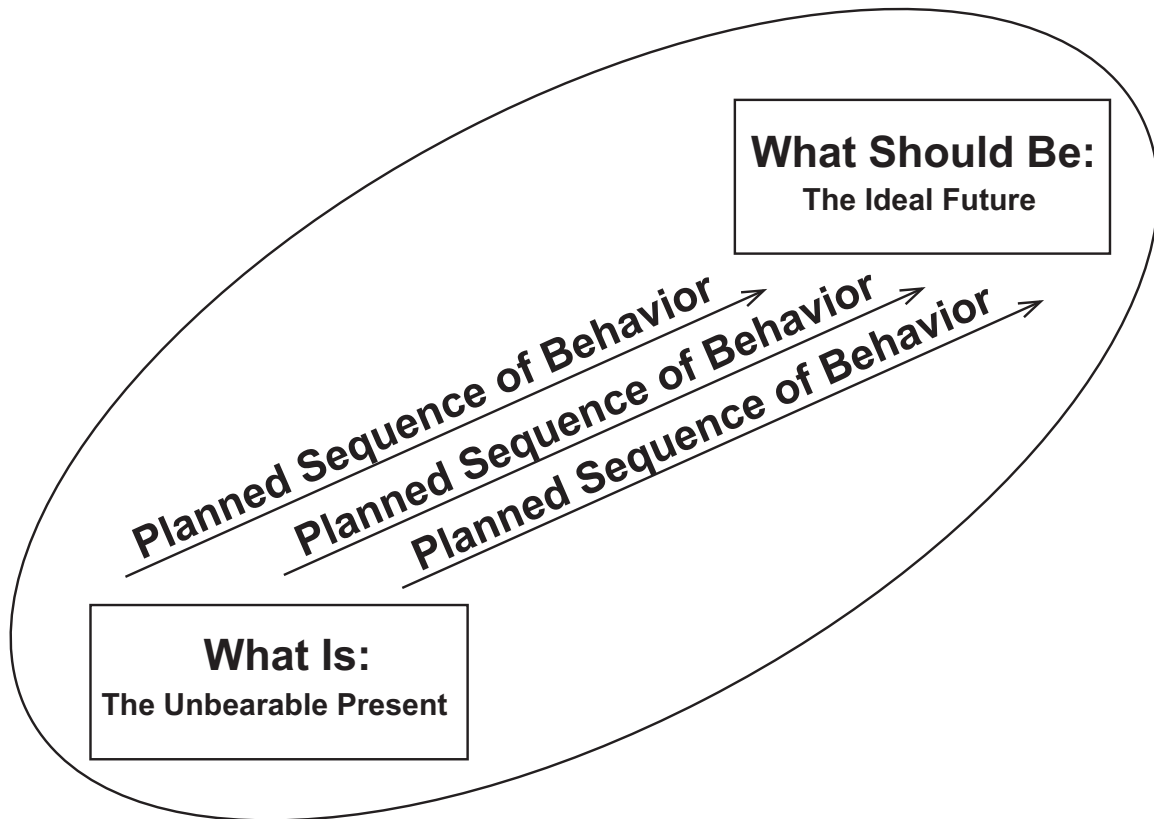 What Should Be:
The Ideal Future
Planned Sequence of Behavior
Planned Sequence of Behavior
Planned Sequence of Behavior
What Is:
The Unbearable Present